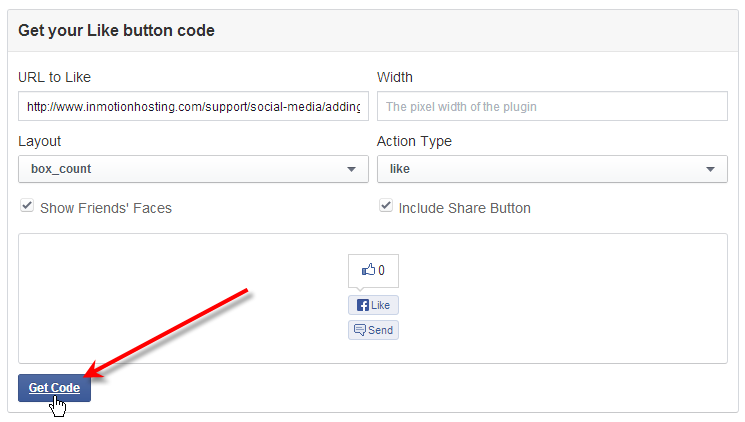 Get your Like button code
URL to Like Width
http://www.inmotionhosting.com/support/social-media/adding The pixel width of the plugin
Layout Action Type
box_count like
Show Friends' Faces Include Share Button
0
Like
Send
Get Code